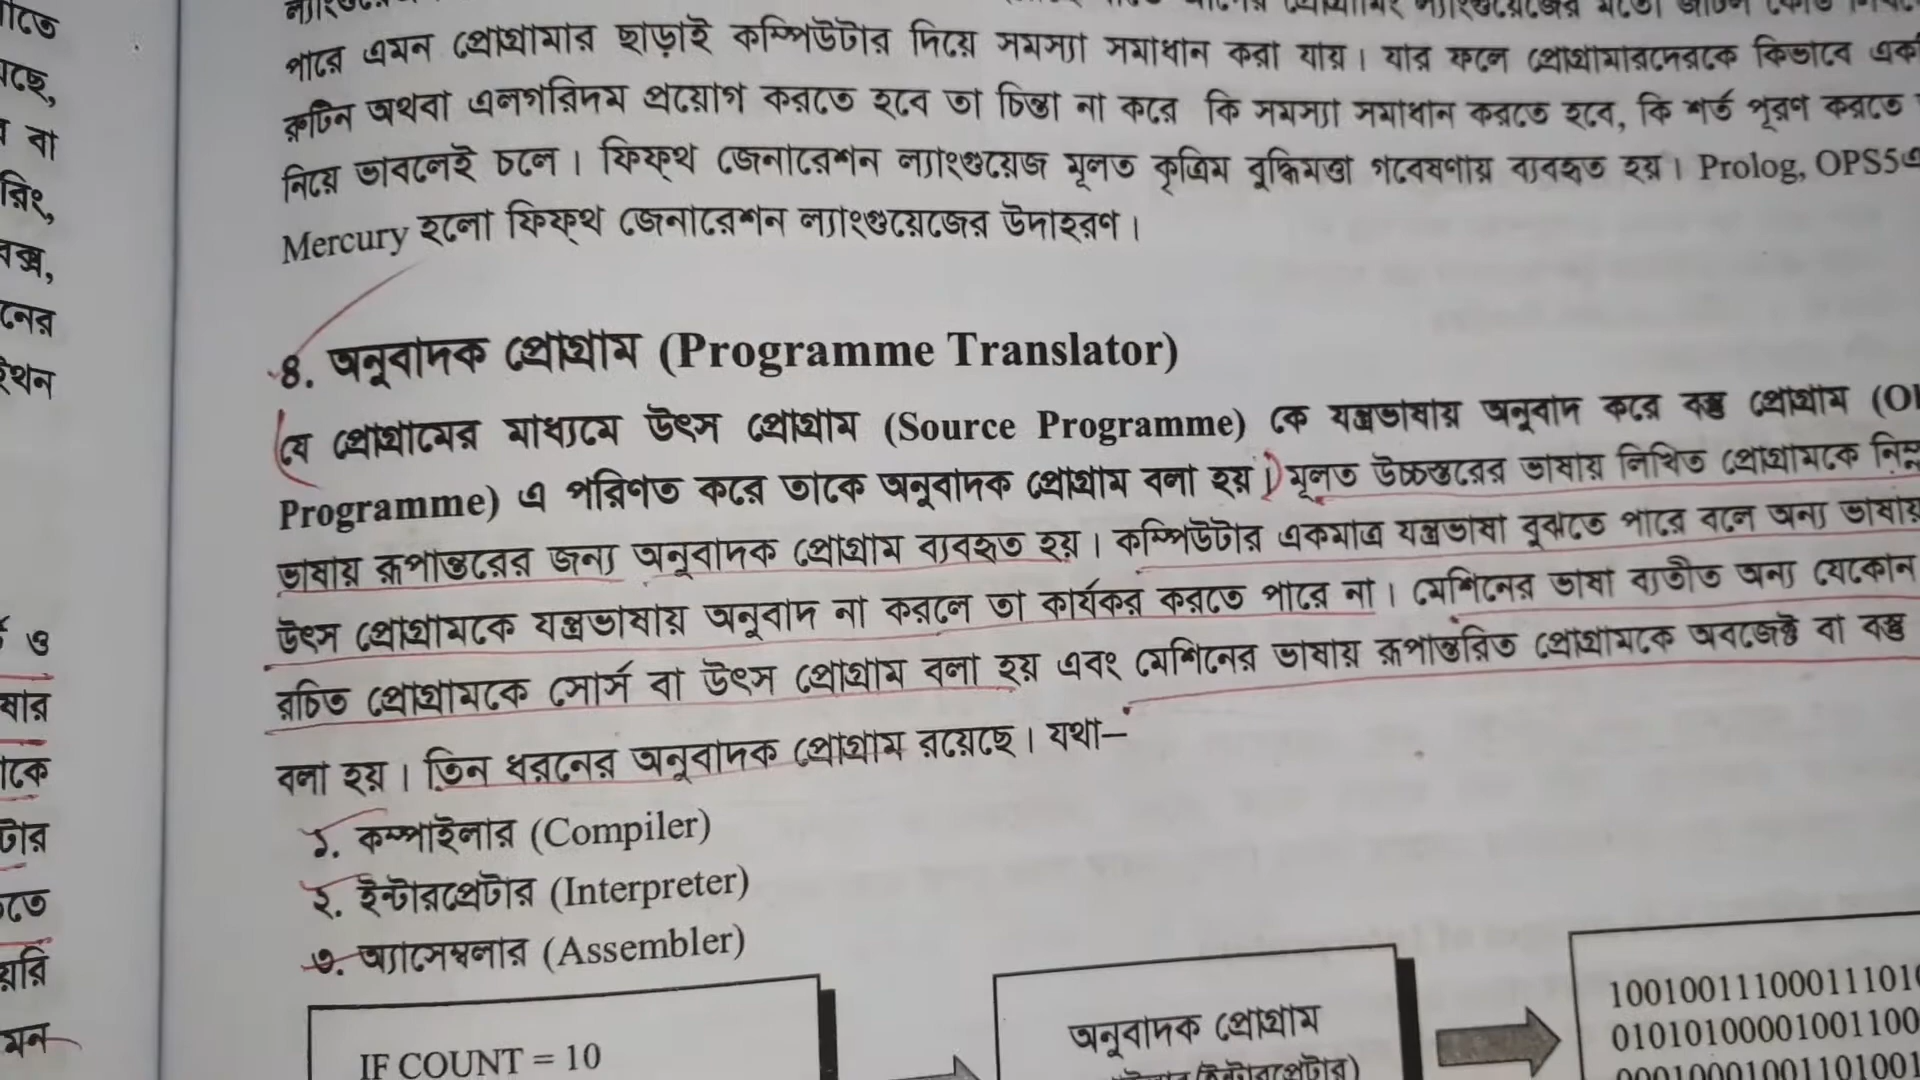 পারে এমন প্রোগ্রামার ছাড়াই কম্পিউটার দিয়ে সমস্যা সমাধান করা যায়। যার ফলে প্রোগ্রামারদেরকে কিভাবে
রুটিন অথবা এলগরিদম প্রয়োগ করতে হবে তা চিন্তা না করে কি সমস্যা সমাধান করতে হবে, কি শর্ত পূরণ করতে
নিয়ে ভাবলেই চলে। ফিফ্থ জেনারেশন ল্যাংগুয়েজ মূলত কৃত্রিম বুদ্ধিমত্তা গবেষণায় ব্যবহৃত হয়। Prolog, OPS5
Mercury হলো ফিফ্থ জেনারেশন ল্যাংগুয়েজের উদাহরণ।
৪. অনুবাদক প্রোগ্রাম (Programme Translator)
যে প্রোগ্রামের মাধ্যমে উৎস প্রোগ্রাম (Source Programme) কে যন্ত্রভাষায় অনুবাদ করে বস্তু প্রোগ্রাম
Programme) এ পরিণত করে তাকে অনুবাদক প্রোগ্রাম বলা হয়। মূলত উচ্চস্তরের ভাষায় লিখিত প্রোগ্রামকে
ভাষায় রূপান্তরের জন্য অনুবাদক প্রোগ্রাম ব্যবহৃত হয়। কম্পিউটার একমাত্র যন্ত্রভাষা বুঝতে পারে বলে অন্য ভাষায়
উৎস প্রোগ্রামকে যন্ত্রভাষায় অনুবাদ না করলে তা কার্যকর করতে পারে না। মেশিনের ভাষা ব্যতীত অন্য যেকোন
রচিত প্রোগ্রামকে সোর্স বা উৎস প্রোগ্রাম বলা হয় এবং মেশিনের ভাষায় রূপান্তরিত প্রোগ্রামকে অবজেক্ট বা বস্তু
বলা হয়। তিন ধরনের অনুবাদক প্রোগ্রাম রয়েছে। যথা–
১. কম্পাইলার (Compiler)
২. ইন্টারপ্রেটার (Interpreter)
৩. অ্যাসেম্বলার (Assembler)
IF COUNT = 10
অনুবাদক প্রোগ্রাম